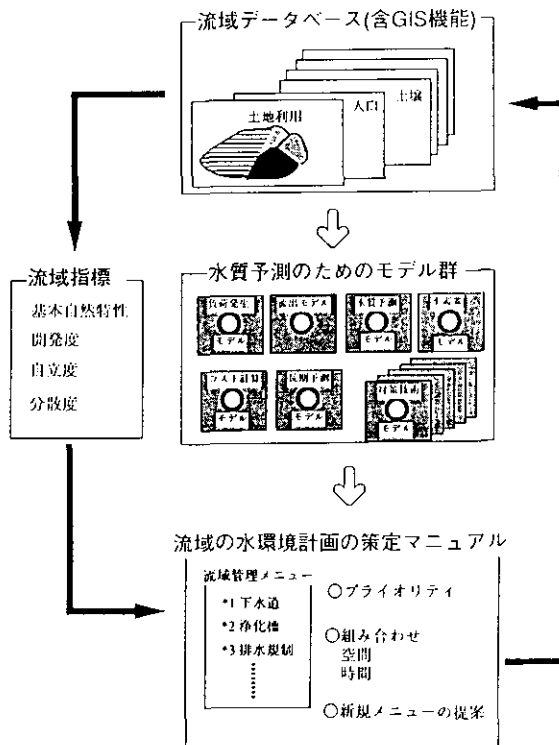 流域データベース(含GIS機能)
土壌
人口
土地利用
流域指標
基本自然特性
開発度
自立度
分散度
水質予測のためのモデル群
負荷発生
モデル
流出モデル
水質予測
モデル
モデル
コスト計算
モデル
長期予測
モデル
対策技術
モデル
流域の水環境計画の策定マニュアル
流域管理メニュー
*1 下水道
*2 浄化槽
*3 排水規制
○プライオリティ
○組み合わせ
空間
時間
○新規メニューの提案